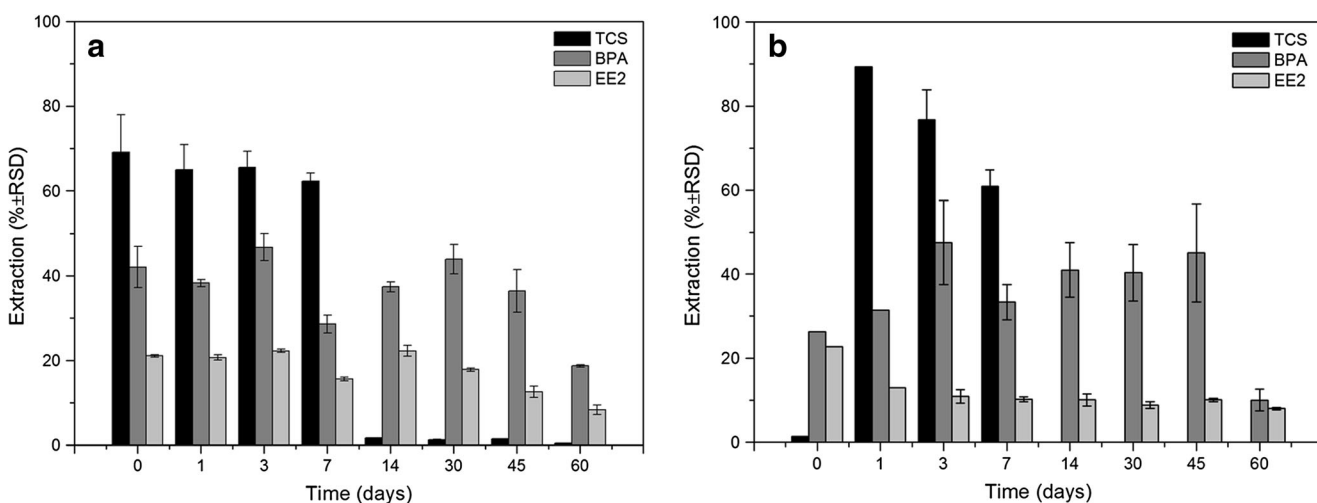 a
TCS
BPA
EE2
Extraction (%±RSD)
100
80
60
40
20
0
0 1 3 7 14 30 45 60
Time (days)
b
TCS
BPA
EE2
Extraction (%±RSD)
100
80
60
40
20
0
0 1 3 7 14 30 45 60
Time (days)